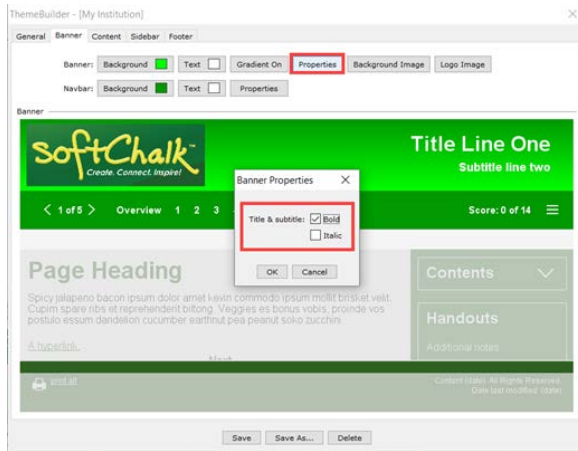 ThemeBuilder - [My Institution]
General Banner Content Sidebar Footer
Banner: Background Text Gradient On Properties Background Image Logo Image
Navbar: Background Text Properties
Banner
SoftChalk™
Create. Connect. Inspire!
Title Line One
Subtitle line two
Banner Properties
< 1 of 5 > Overview 1 2 3
Score: 0 of 14
Title & subtitle: Bold
Italic
OK Cancel
Page Heading
Spicy jalapeno bacon ipsum dolor amet kevin commodo ipsum mollit brisket velit.
Cupim spare ribs et reprehenderit biltong. Veggies es bonus vobis, proinde vos
postulo essum dandelion cucumber earthnut pea peanut soko zucchini
A hyperlink.
Next
Contents
Handouts
Additional notes
print all
Content (date) All Rights Reserved.
Date last modified (date)
Save Save As... Delete